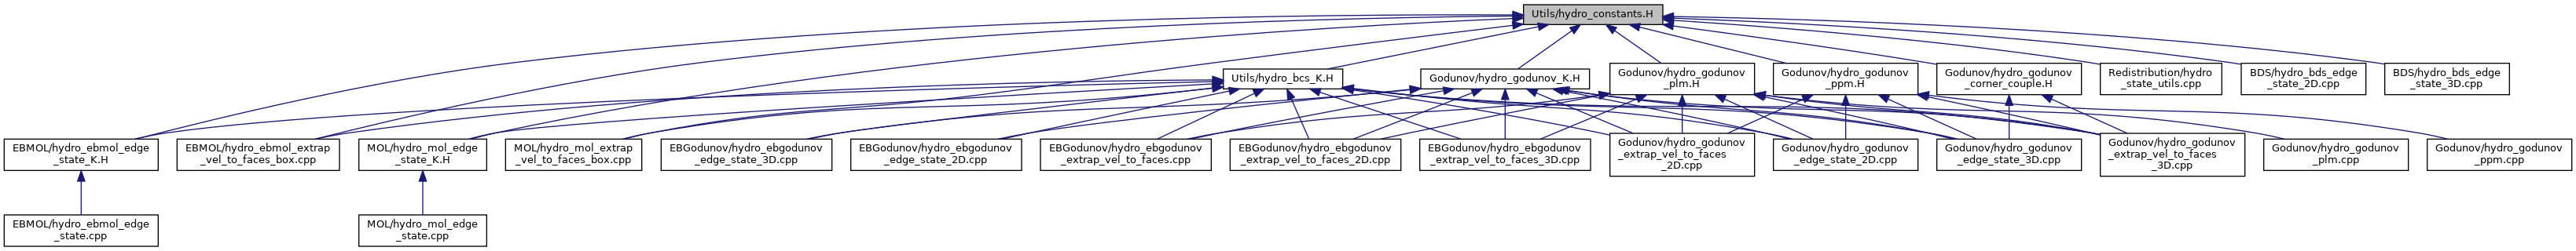 Utils/hydro_constants.H
Utils/hydro_bcs_K.H
Godunov/hydro_godunov_K.H
Godunov/hydro_godunov
_plm.H
Godunov/hydro_godunov
_ppm.H
Godunov/hydro_godunov
_corner_couple.H
Redistribution/hydro
_state_utils.cpp
BDS/hydro_bds_edge
_state_2D.cpp
BDS/hydro_bds_edge
_state_3D.cpp
EBMOL/hydro_ebmol_edge
_state_K.H
EBMOL/hydro_ebmol_extrap
_vel_to_faces_box.cpp
MOL/hydro_mol_edge
_state_K.H
MOL/hydro_mol_extrap
_vel_to_faces_box.cpp
EBGodunov/hydro_ebgodunov
_edge_state_3D.cpp
EBGodunov/hydro_ebgodunov
_edge_state_2D.cpp
EBGodunov/hydro_ebgodunov
_extrap_vel_to_faces.cpp
EBGodunov/hydro_ebgodunov
_extrap_vel_to_faces_2D.cpp
EBGodunov/hydro_ebgodunov
_extrap_vel_to_faces_3D.cpp
Godunov/hydro_godunov
_extrap_vel_to_faces
_2D.cpp
Godunov/hydro_godunov
_edge_state_2D.cpp
Godunov/hydro_godunov
_edge_state_3D.cpp
Godunov/hydro_godunov
_extrap_vel_to_faces
_3D.cpp
Godunov/hydro_godunov
_plm.cpp
Godunov/hydro_godunov
_ppm.cpp
EBMOL/hydro_ebmol_edge
_state.cpp
MOL/hydro_mol_edge
_state.cpp